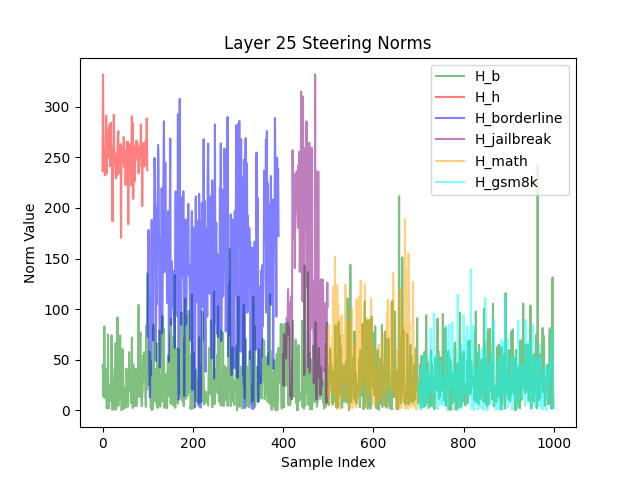 Layer 25 Steering Norms
Norm Value
300
250
200
150
100
50
0
H_b
H_h
H_borderline
H_jailbreak
H_math
H_gsm8k
0
200
400
600
800
1000
Sample Index